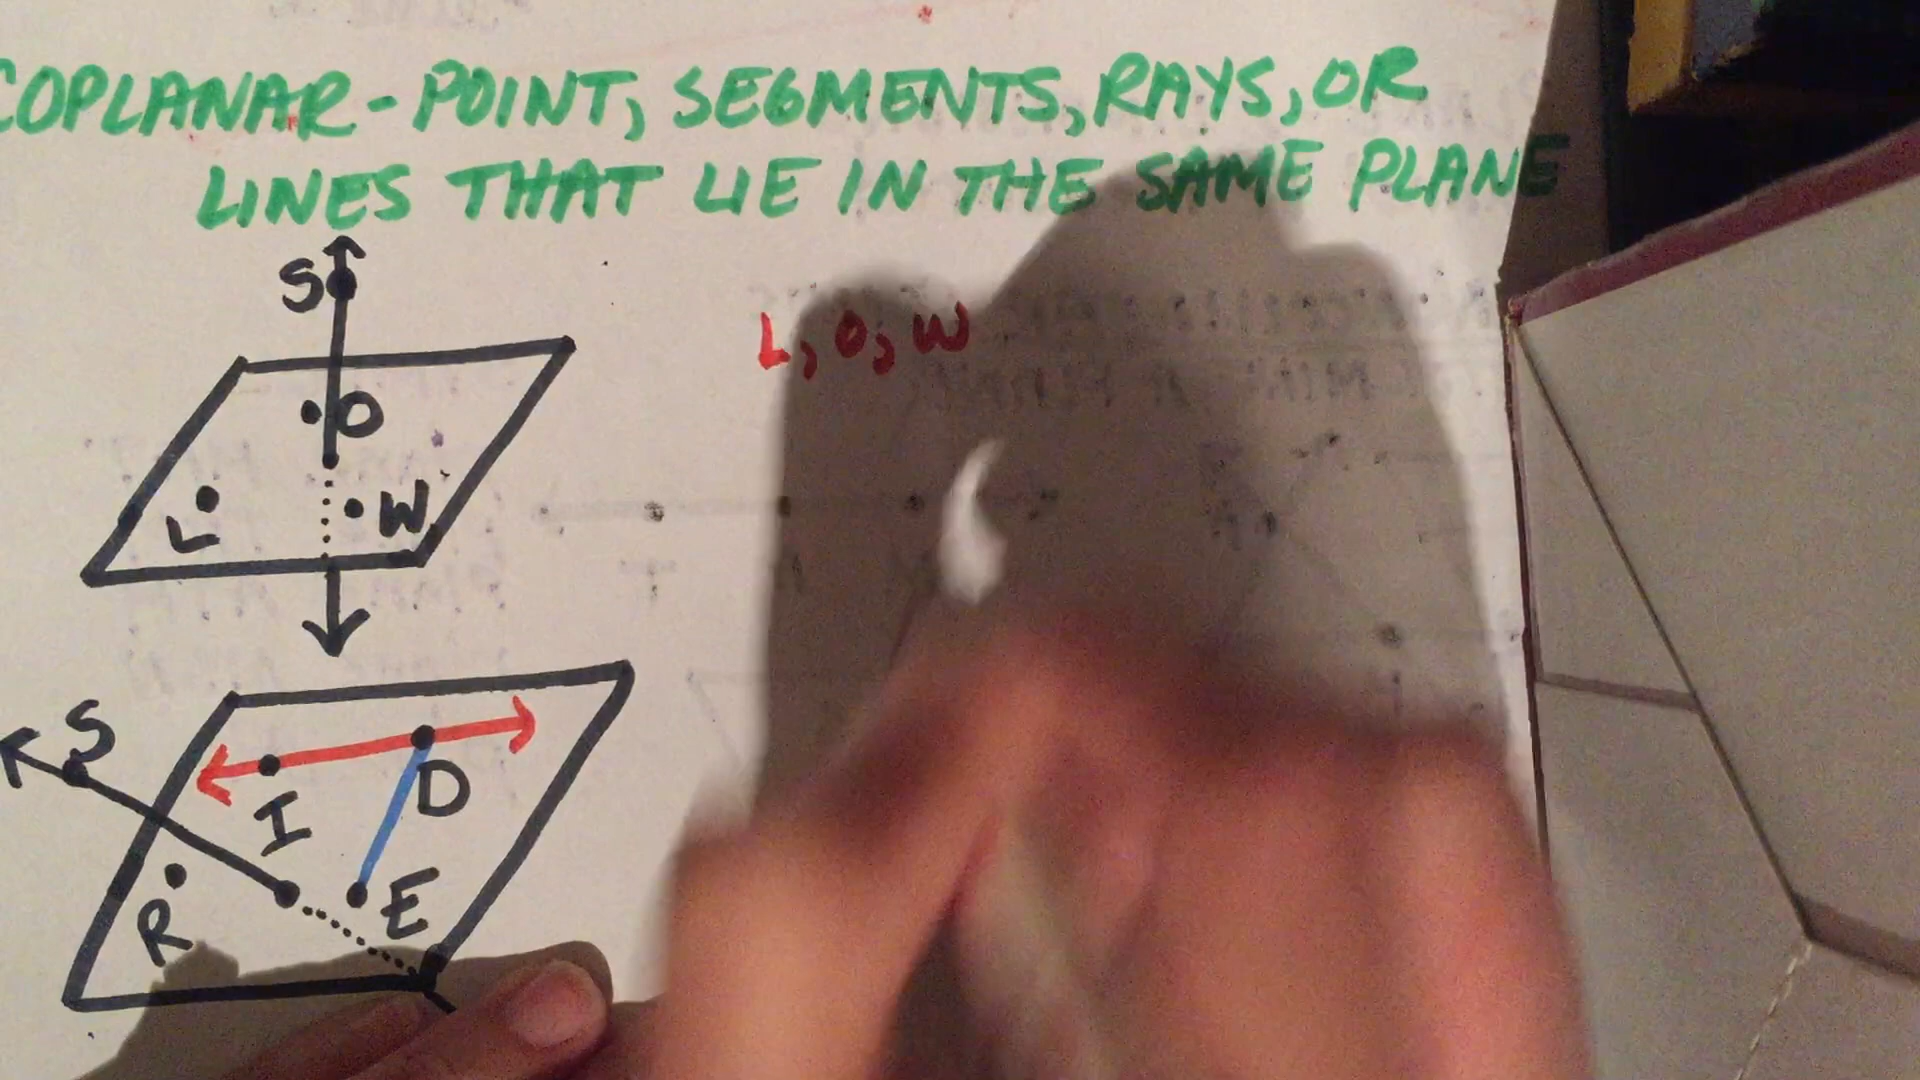 COPLANAR - POINT, SEGMENTS, RAYS, OR
LINES THAT LIE IN THE SAME PLANE
S
L, O, W
O
L
W
S
I
D
R
E